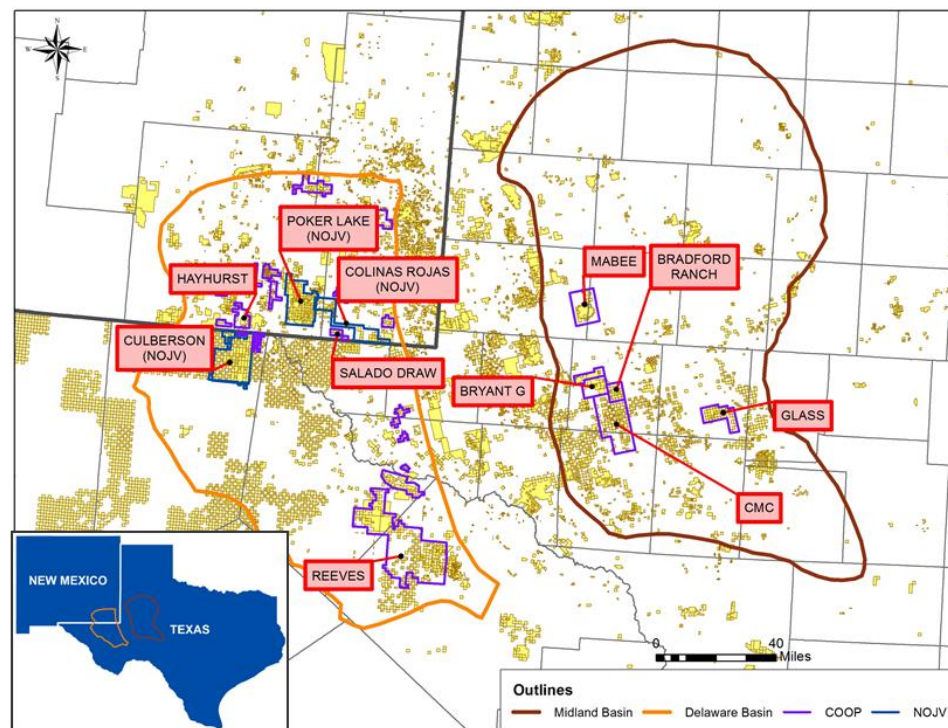 N
W
E
S
POKER LAKE
(NOJV)
COLINAS ROJAS
(NOJV)
HAYHURST
CULBERSON
(NOJV)
SALADO DRAW
REEVES
MABEE
BRADFORD
RANCH
BRYANT G
GLASS
CMC
NEW MEXICO
TEXAS
0 40
Miles
Outlines
Midland Basin Delaware Basin COOP NOJV